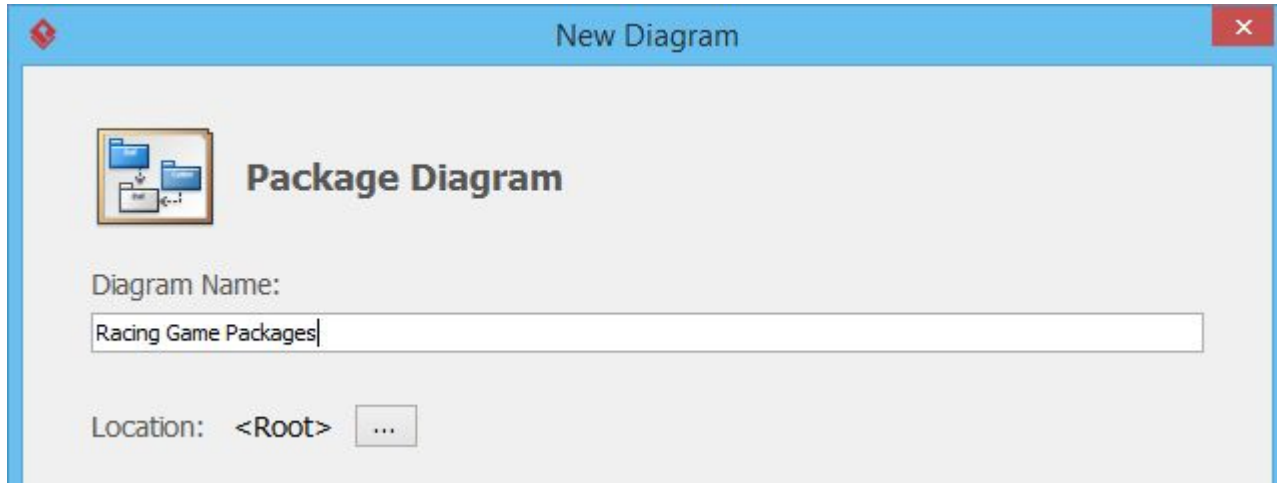 New Diagram
Package Diagram
Diagram Name:
Racing Game Packages
Location: <Root> ...